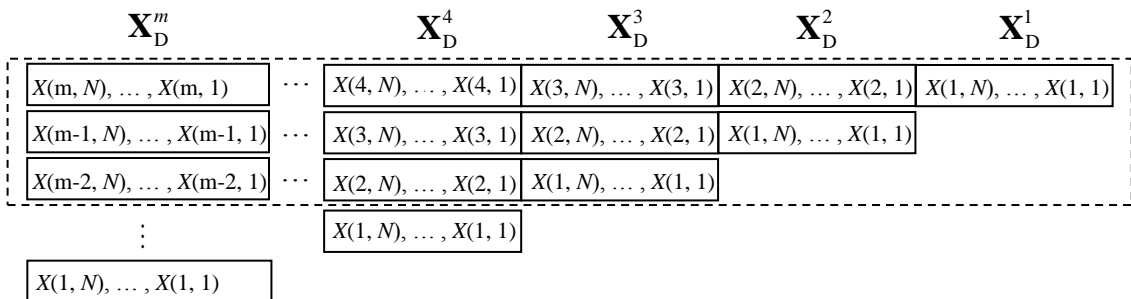 X_D^m X_D^4 X_D^3 X_D^2 X_D^1
X(m, N), … , X(m, 1) ⋯ X(4, N), … , X(4, 1) X(3, N), … , X(3, 1) X(2, N), … , X(2, 1) X(1, N), … , X(1, 1)
X(m-1, N), … , X(m-1, 1) ⋯ X(3, N), … , X(3, 1) X(2, N), … , X(2, 1) X(1, N), … , X(1, 1)
X(m-2, N), … , X(m-2, 1) ⋯ X(2, N), … , X(2, 1) X(1, N), … , X(1, 1)
⋮ X(1, N), … , X(1, 1)
X(1, N), … , X(1, 1)